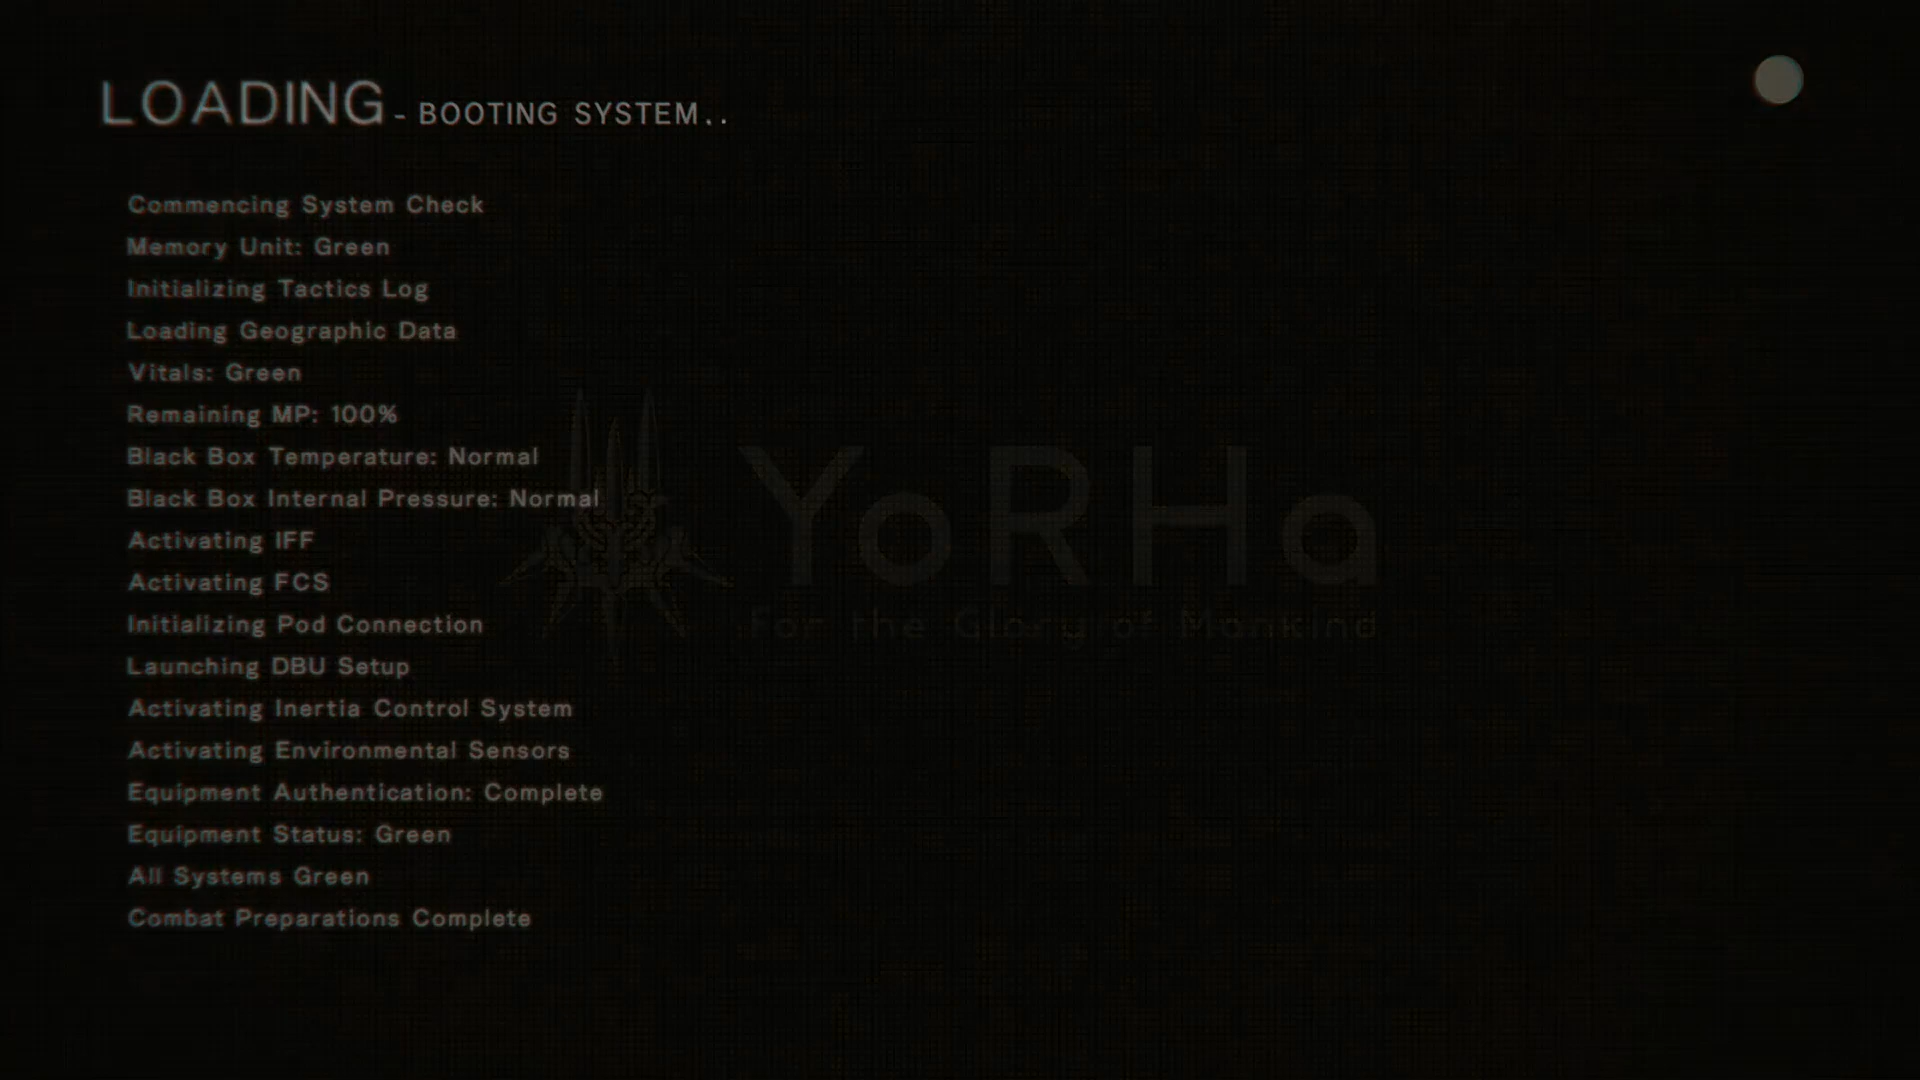 LOADING - BOOTING SYSTEM..
Commencing System Check
Memory Unit: Green
Initializing Tactics Log
Loading Geographic Data
Vitals: Green
Remaining MP: 100%
Black Box Temperature: Normal
Black Box Internal Pressure: Normal
Activating IFF
Activating FCS
Initializing Pod Connection
Launching DBU Setup
Activating Inertia Control System
Activating Environmental Sensors
Equipment Authentication: Complete
Equipment Status: Green
All Systems Green
Combat Preparations Complete
YoRHa
For the Glory of Mankind